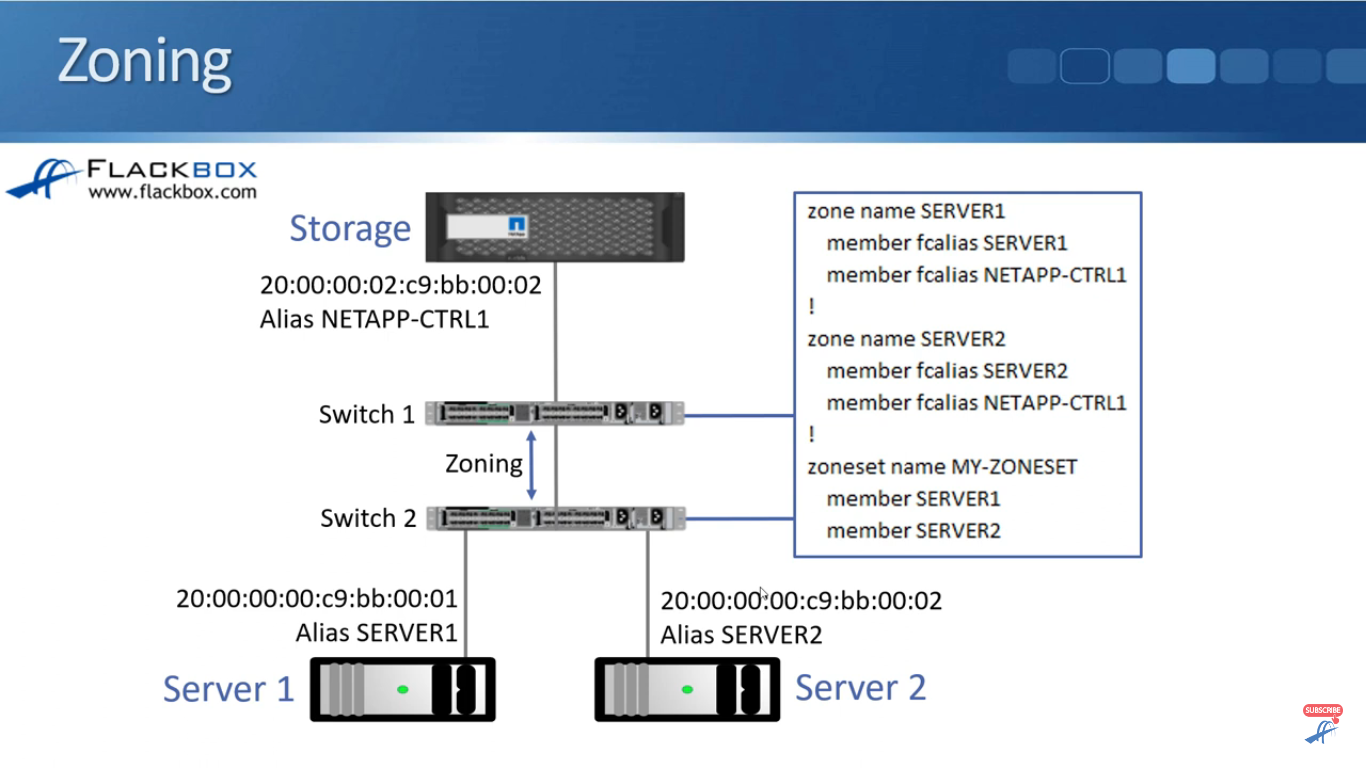 Zoning
FLACKBOX
www.flackbox.com
Storage
20:00:00:02:c9:bb:00:02
Alias NETAPP-CTRL1
Switch 1
Zoning
Switch 2
zone name SERVER1
member fcalias SERVER1
member fcalias NETAPP-CTRL1
!
zone name SERVER2
member fcalias SERVER2
member fcalias NETAPP-CTRL1
!
zoneset name MY-ZONESET
member SERVER1
member SERVER2
20:00:00:00:c9:bb:00:01
Alias SERVER1
20:00:00:00:c9:bb:00:02
Alias SERVER2
Server 1
Server 2
SUBSCRIBE